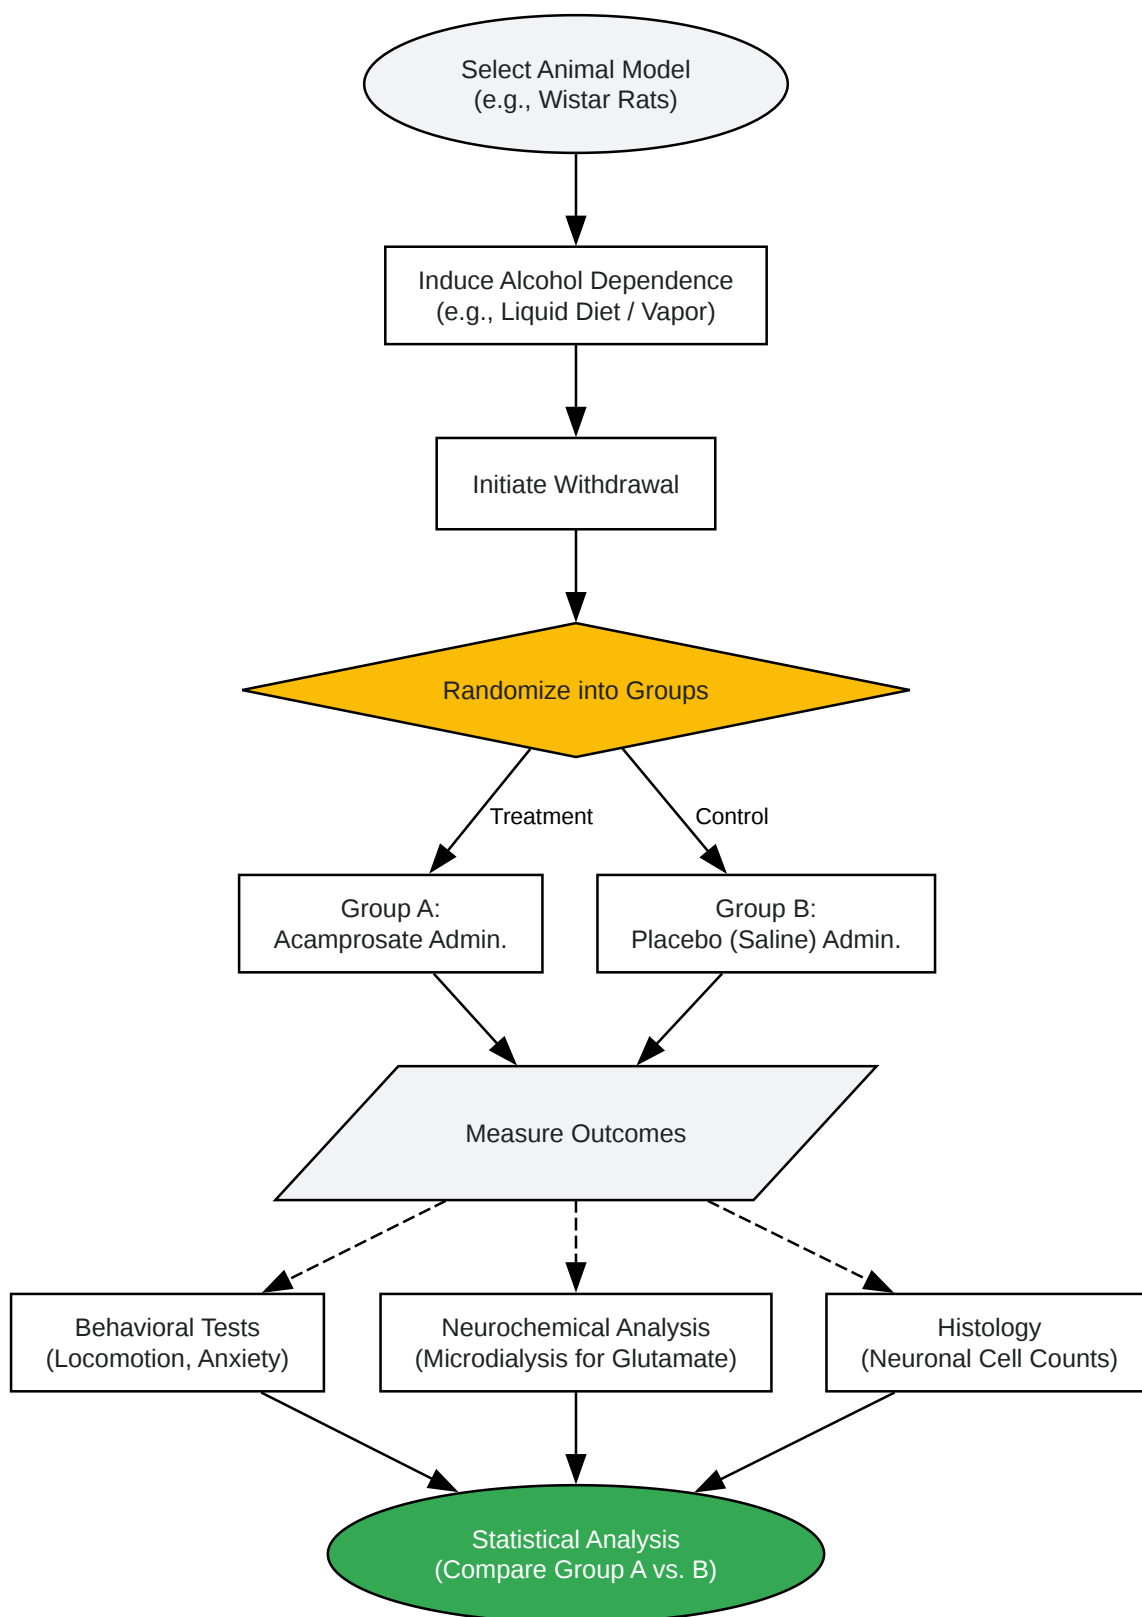 Select Animal Model
(e.g., Wistar Rats)
Induce Alcohol Dependence
(e.g., Liquid Diet / Vapor)
Initiate Withdrawal
Randomize into Groups
Treatment
Control
Group A:
Acamprosate Admin.
Group B:
Placebo (Saline) Admin.
Measure Outcomes
Behavioral Tests
(Locomotion, Anxiety)
Neurochemical Analysis
(Microdialysis for Glutamate)
Histology
(Neuronal Cell Counts)
Statistical Analysis
(Compare Group A vs. B)